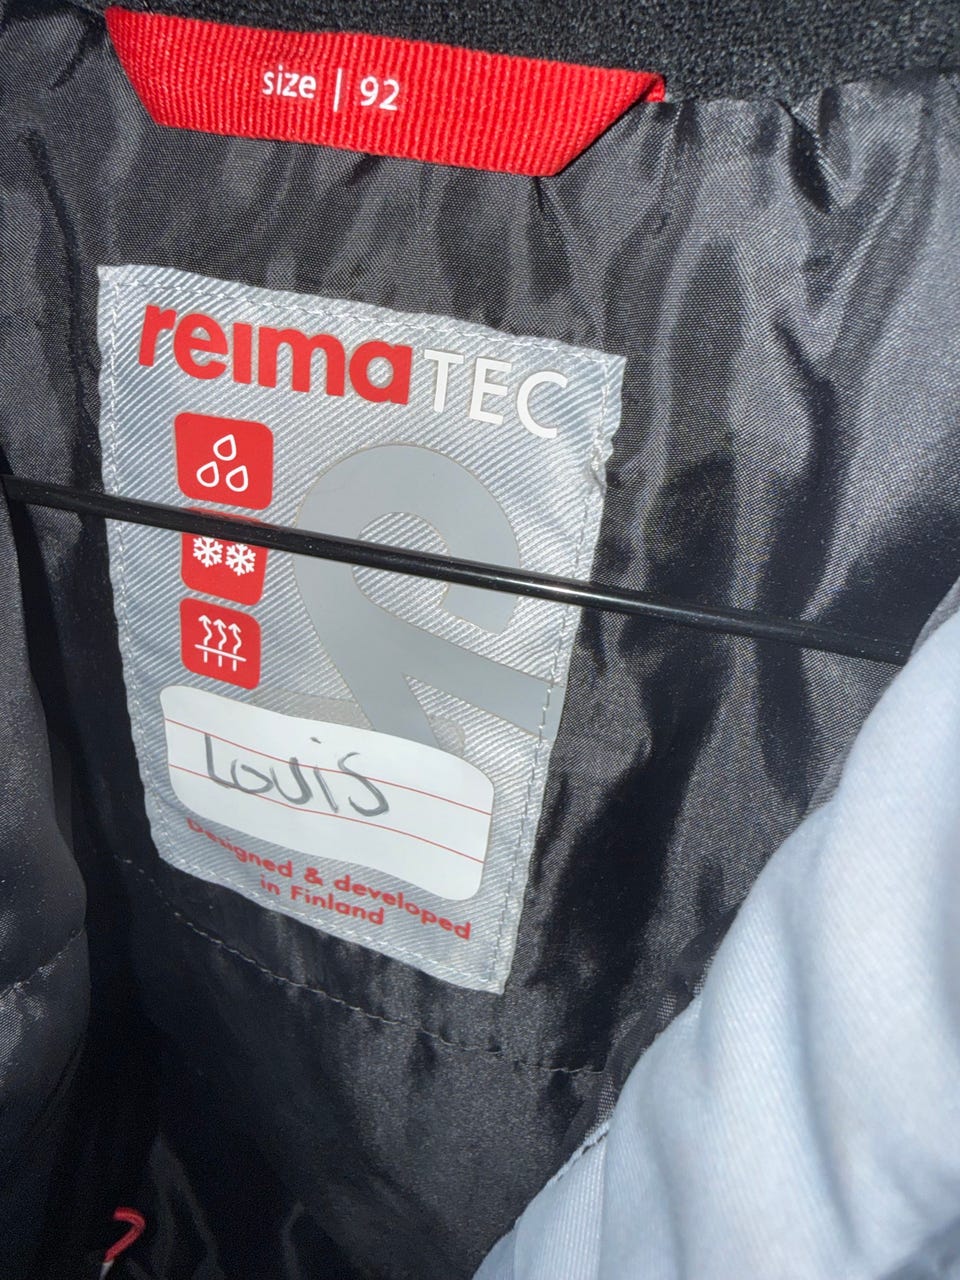 size | 92
reimaTEC
Louis
Designed & developed
in Finland